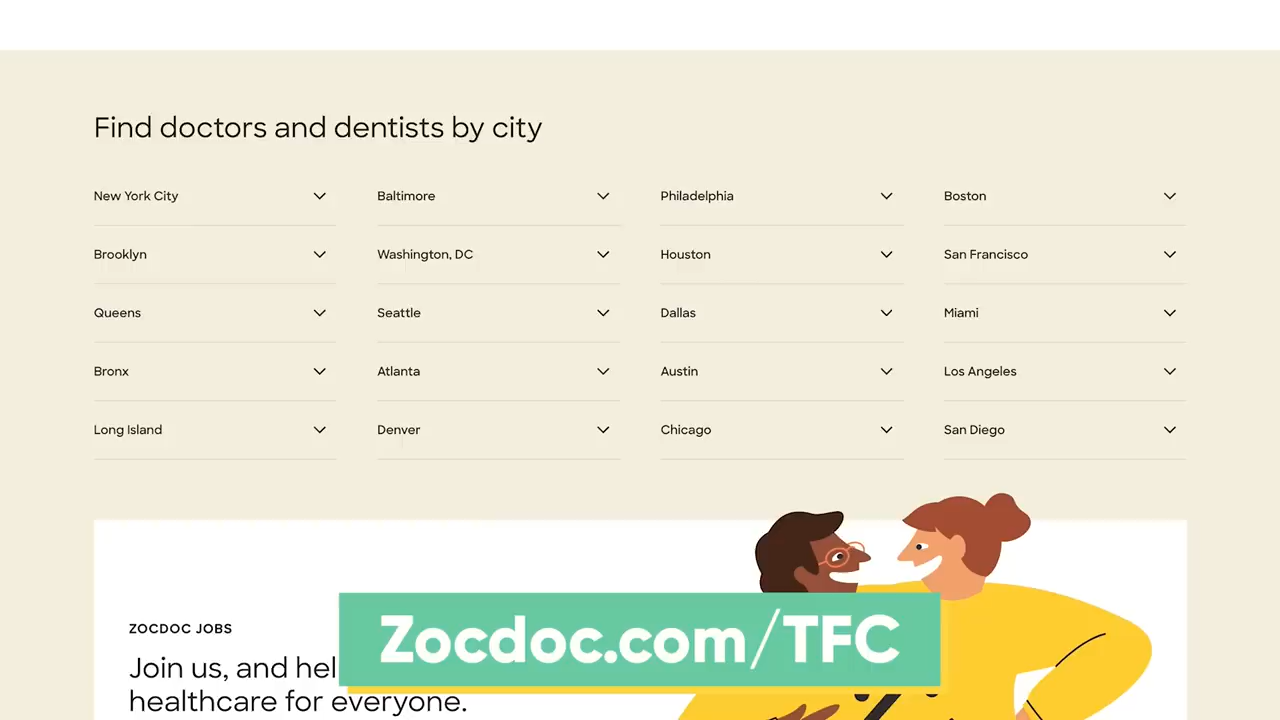 Find doctors and dentists by city
New York City
Baltimore
Philadelphia
Boston
Brooklyn
Washington, DC
Houston
San Francisco
Queens
Seattle
Dallas
Miami
Bronx
Atlanta
Austin
Los Angeles
Long Island
Denver
Chicago
San Diego
ZOCDOC JOBS
Join us, and hel
healthcare for everyone.
Zocdoc.com/TFC